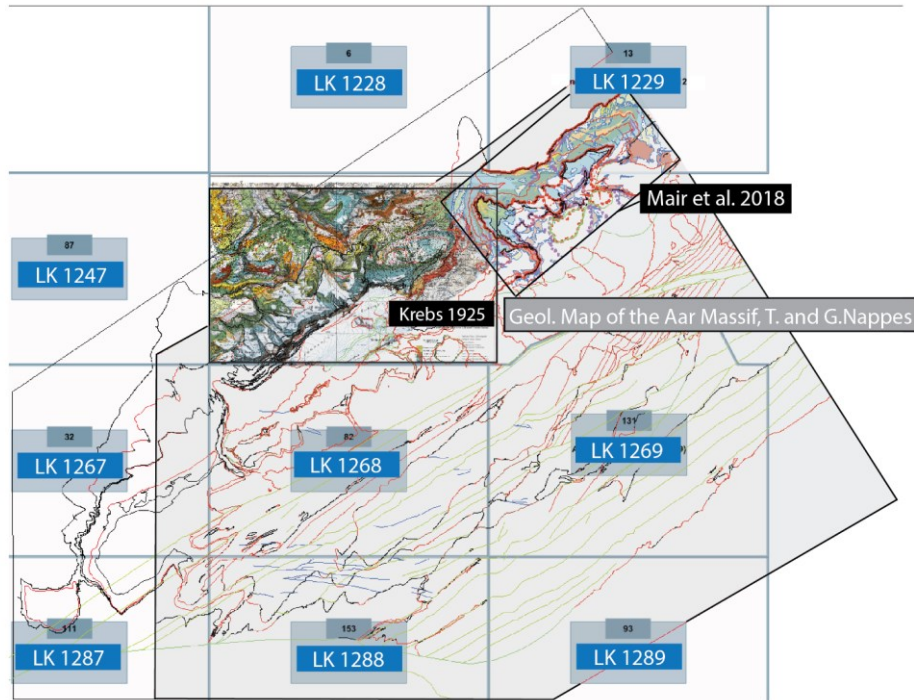 6
LK 1228
13
LK 1229
2
Mair et al. 2018
87
LK 1247
Krebs 1925
Geol. Map of the Aar Massif, T. and G.Nappes
32
LK 1267
82
LK 1268
131
LK 1269
111
LK 1287
153
LK 1288
93
LK 1289